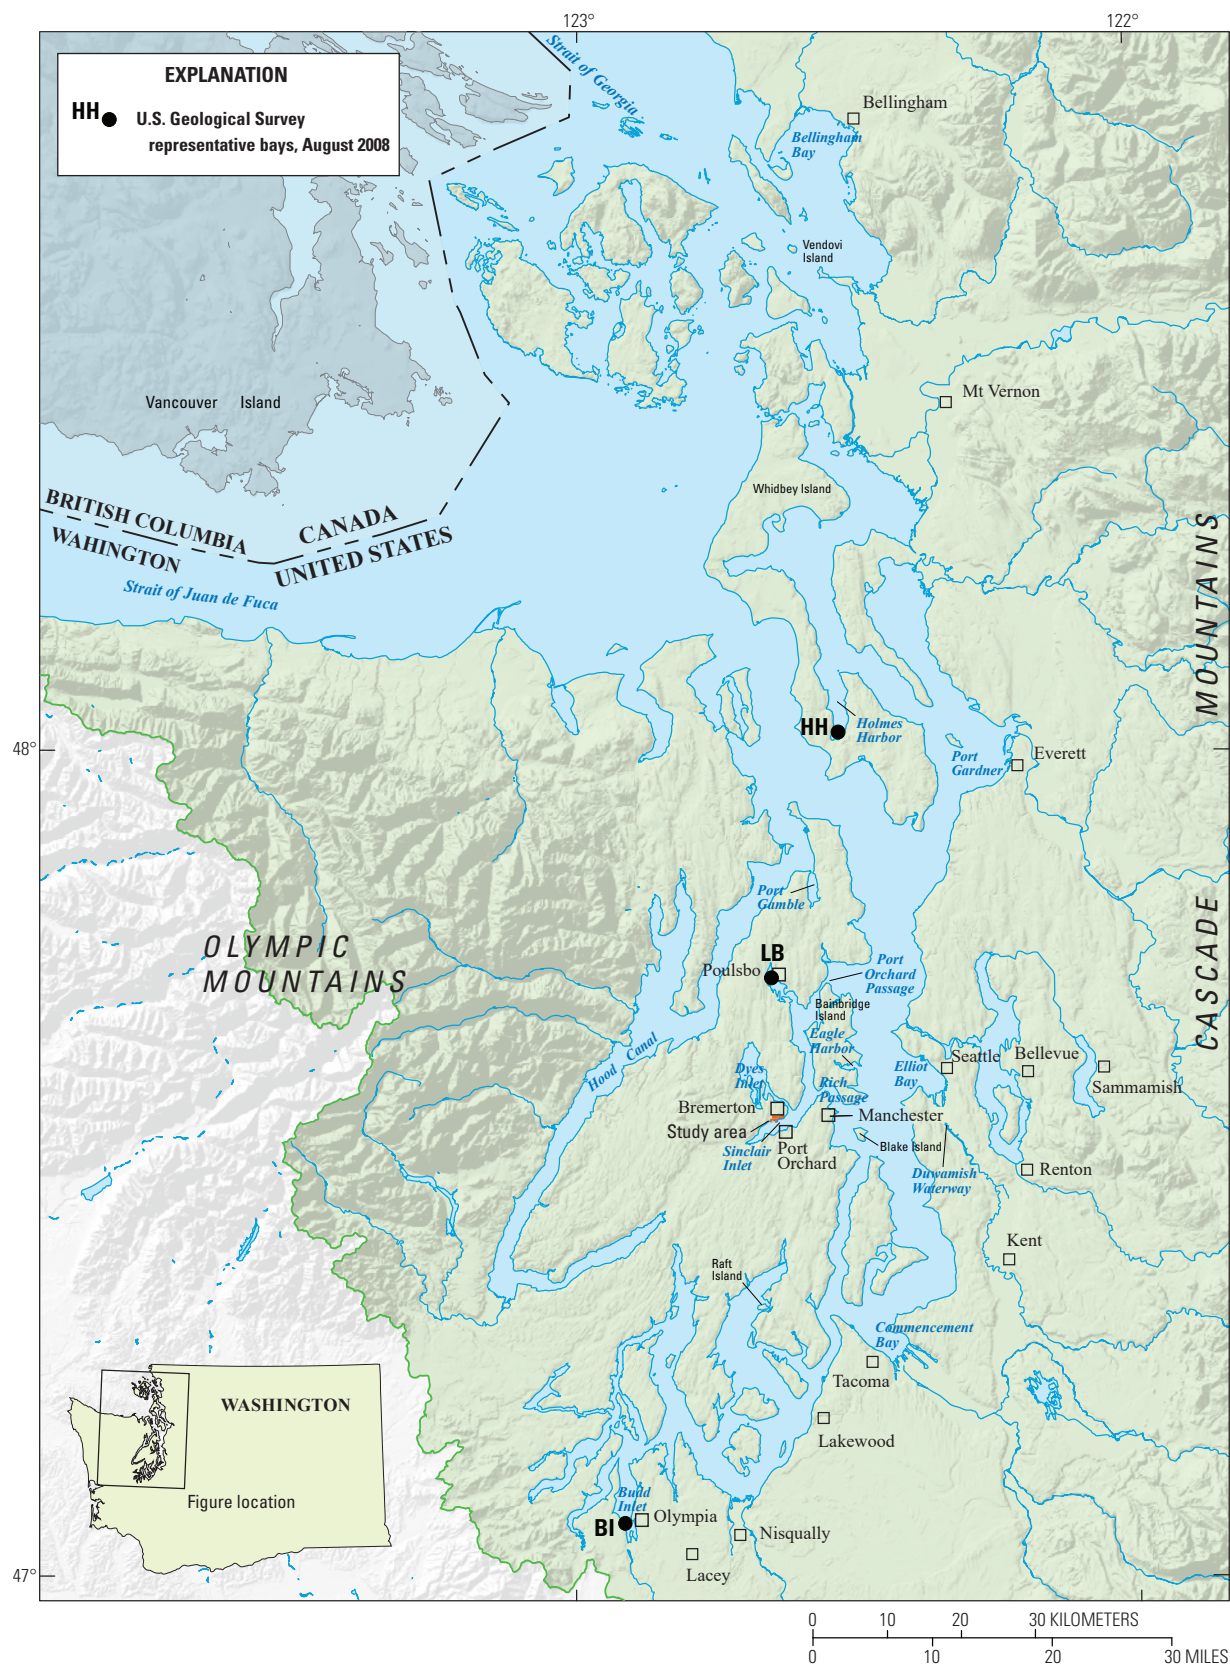 123°
122°
EXPLANATION
HH
U.S. Geological Survey
representative bays, August 2008
Strait of Georgia
Bellingham
Bellingham
Bay
Vendovi
Island
Mt Vernon
Vancouver Island
Whidbey Island
BRITISH COLUMBIA
CANADA
WAHINGTON
UNITED STATES
Strait of Juan de Fuca
MOUNTAINS
HH
Holmes
Harbor
48°
Port
Gardner
Everett
Port
Gamble
CASCADE
OLYMPIC
MOUNTAINS
LB
Poulsbo
Port
Orchard
Passage
Bainbridge
Island
Eagle
Harbor
Hood Canal
Dyes
Inlet
Rich
Passage
Elliot
Bay
Seattle
Bellevue
Sammamish
Bremerton
Manchester
Study area
Sinclair
Inlet
Port
Orchard
Blake Island
Duwamish
Waterway
Renton
Kent
Raft
Island
Commencement
Bay
Tacoma
WASHINGTON
Lakewood
Figure location
Budd
Inlet
BI
Olympia
Nisqually
Lacey
47°
0 10 20 30 KILOMETERS
0 10 20 30 MILES